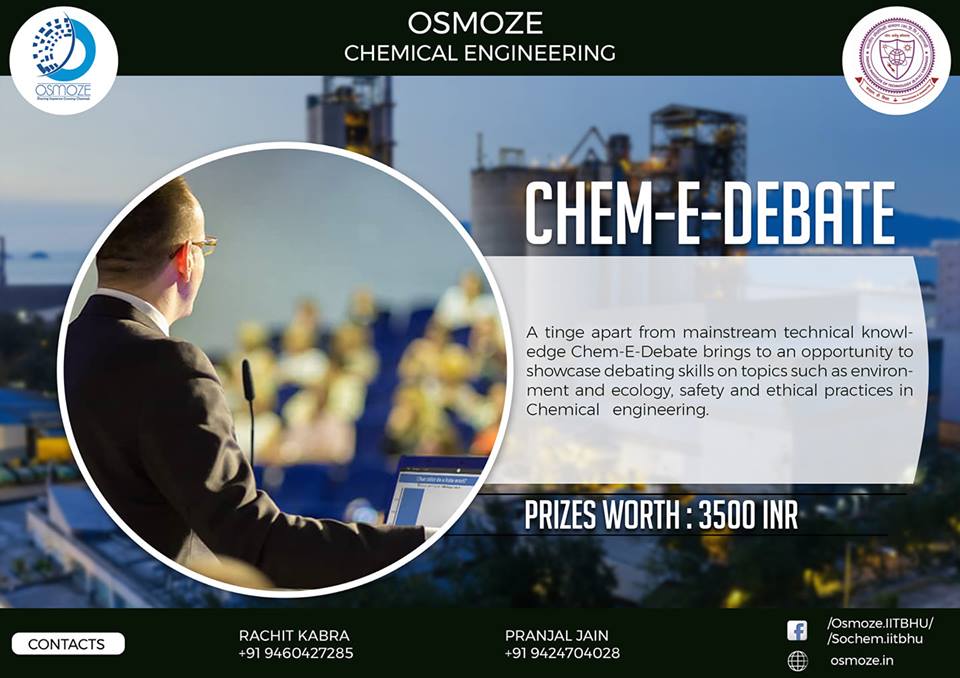 OSMOZE
CHEMICAL ENGINEERING
OSMOZE
CHEM-E-DEBATE
A tinge apart from mainstream technical knowl-
edge Chem-E-Debate brings to an opportunity to
showcase debating skills on topics such as environ-
ment and ecology, safety and ethical practices in
Chemical engineering.
PRIZES WORTH : 3500 INR
CONTACTS
RACHIT KABRA
+91 9460427285
PRANJAL JAIN
+91 9424704028
/Osmoze.IITBHU/
/Sochem.iitbhu
osmoze.in